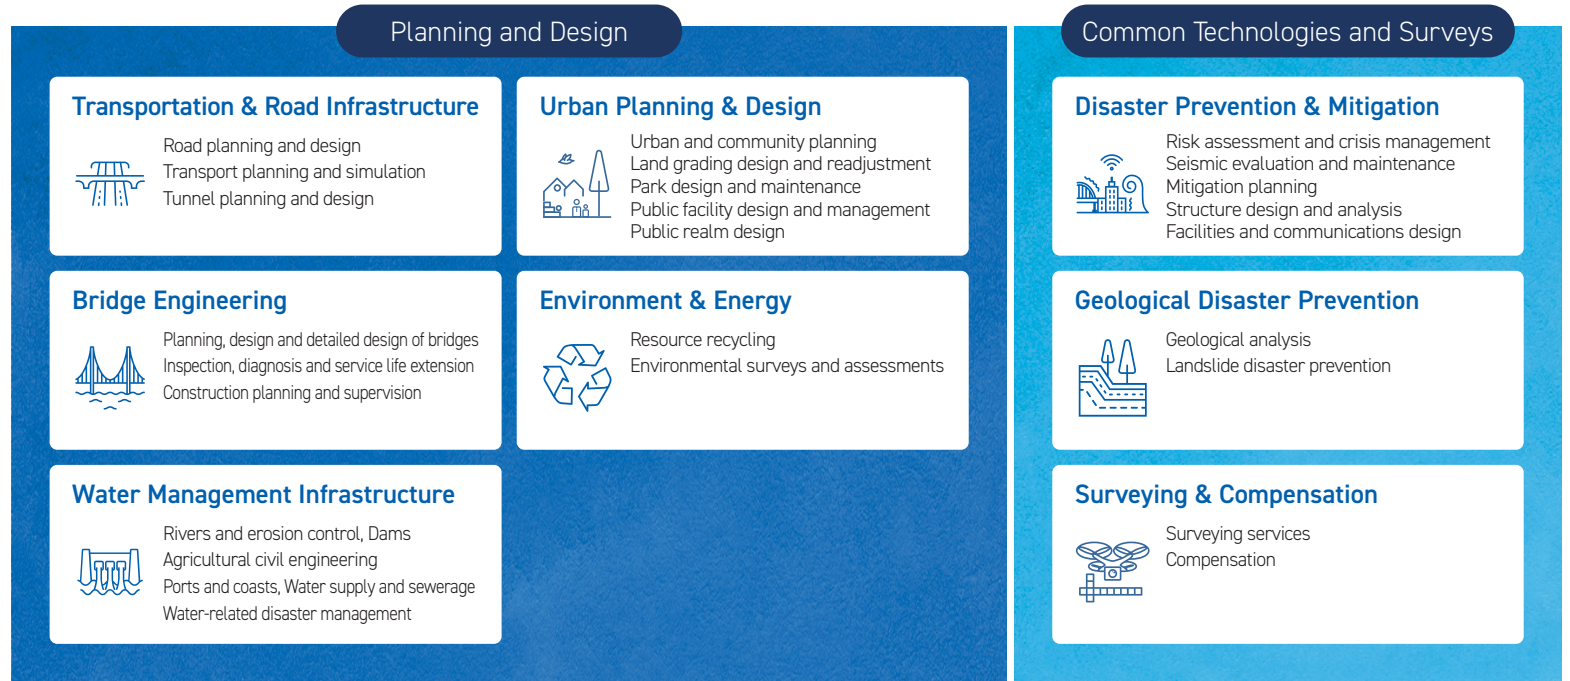 Planning and Design
Transportation & Road Infrastructure
Road planning and design
Transport planning and simulation
Tunnel planning and design
Urban Planning & Design
Urban and community planning
Land grading design and readjustment
Park design and maintenance
Public facility design and management
Public realm design
Bridge Engineering
Planning, design and detailed design of bridges
Inspection, diagnosis and service life extension
Construction planning and supervision
Environment & Energy
Resource recycling
Environmental surveys and assessments
Water Management Infrastructure
Rivers and erosion control, Dams
Agricultural civil engineering
Ports and coasts, Water supply and sewerage
Water-related disaster management
Common Technologies and Surveys
Disaster Prevention & Mitigation
Risk assessment and crisis management
Seismic evaluation and maintenance
Mitigation planning
Structure design and analysis
Facilities and communications design
Geological Disaster Prevention
Geological analysis
Landslide disaster prevention
Surveying & Compensation
Surveying services
Compensation